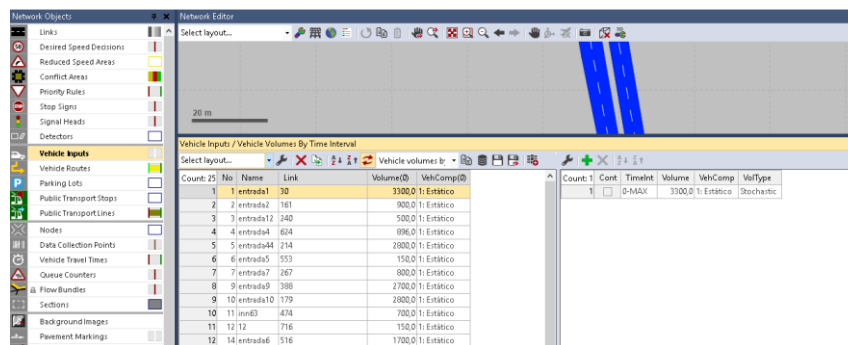 Network Objects
Network Editor
Links
Select layout...
Desired Speed Decisions
Reduced Speed Areas
Conflict Areas
Priority Rules
Stop Signs
20 m
Signal Heads
Detectors
Vehicle Inputs / Vehicle Volumes By Time Interval
Vehicle Inputs
Select layout...
Vehicle volumes by
Vehicle Routes
Parking Lots
Public Transport Stops
Public Transport Lines
Nodes
Data Collection Points
Vehicle Travel Times
Queue Counters
Flow Bundles
Sections
Background Images
Pavement Markings
Count: 25 No Name Link Volume(0) VehComp(0)
1 1 entrada1 30 3300,0 1: Estático
2 2 entrada2 161 900,0 1: Estático
3 3 entrada12 240 500,0 1: Estático
4 4 entrada4 624 896,0 1: Estático
5 5 entrada44 214 2800,0 1: Estático
6 6 entrada5 553 150,0 1: Estático
7 7 entrada7 267 800,0 1: Estático
8 9 entrada9 388 2700,0 1: Estático
9 10 entrada10 179 2800,0 1: Estático
10 11 inn63 474 700,0 1: Estático
11 12 12 716 150,0 1: Estático
12 14 entrada6 516 1700,0 1: Estático
Count: 1 Cont TimeInt Volume VehComp VolType
1 0-MAX 3300,0 1: Estático Stochastic